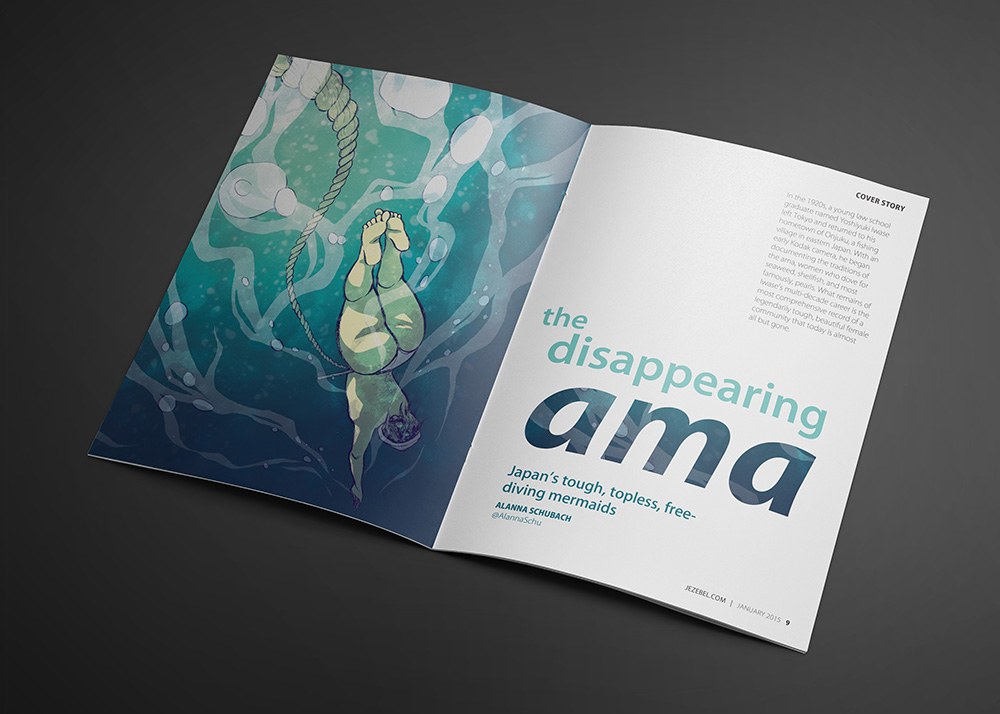 COVER STORY
In the 1920s, a young law school
graduate named Yoshiyuki Iwase
left Tokyo and returned to his
hometown of Onjuku, a fishing
village in eastern Japan. With an
early Kodak camera, he began
documenting the traditions of
the ama, women who dove for
seaweed, shellfish, and most
famously, pearls. What remains of
Iwase's multi-decade career is the
most comprehensive record of a
legendarily tough, beautiful female
community that today is almost
all but gone.
the
disappearing
ama
Japan's tough, topless, free-
diving mermaids
ALANNA SCHUBACH
@AlannaSchu
JEZEBEL.COM | JANUARY 2015 9